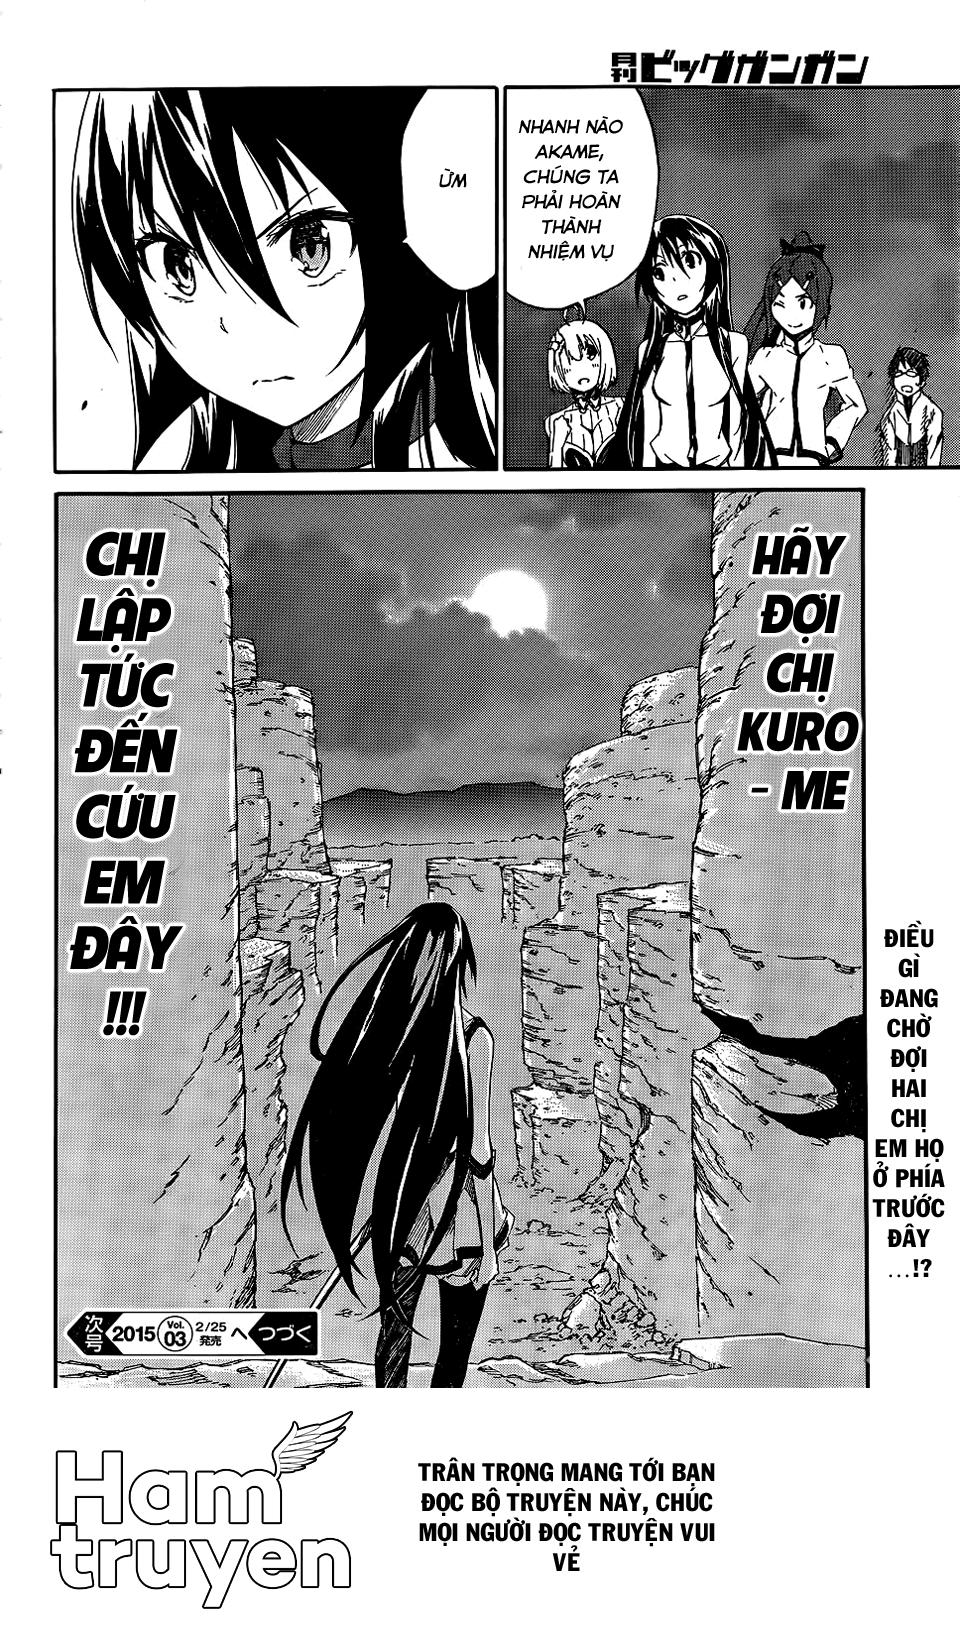 月刊ビッグガンガン
NHANH NÀO
AKAME,
CHÚNG TA
PHẢI HOÀN
THÀNH
NHIỆM VỤ
ỪM
HÃY
ĐỢI
CHỊ
KURO
- ME
CHỊ
LẬP
TỨC
ĐẾN
CỨU
EM
ĐÂY
!!!
ĐIỀU
GÌ
ĐANG
CHỜ
ĐỢI
HAI
CHỊ
EM HỌ
Ở PHÍA
TRƯỚC
ĐÂY
...!?
次号 2015 Vol. 03 2/25 発売 へつづく
Ham
truyen
TRÂN TRỌNG MANG TỚI BẠN
ĐỌC BỘ TRUYỆN NÀY, CHÚC
MỌI NGƯỜI ĐỌC TRUYỆN VUI
VẺ